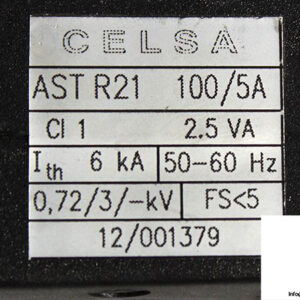 CELSA
AST R21 100/5A
Cl 1 2.5 VA
Ith 6 kA 50-60 Hz
0,72/3/-kV FS<5
12/001379